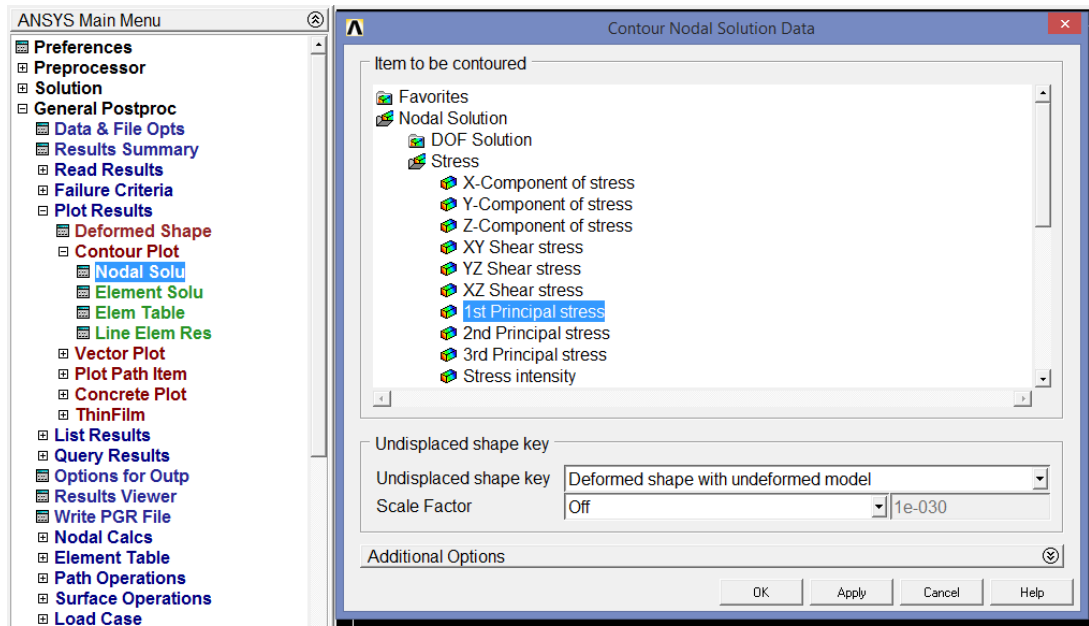 ANSYS Main Menu
Preferences
Preprocessor
Solution
General Postproc
Data & File Opts
Results Summary
Read Results
Failure Criteria
Plot Results
Deformed Shape
Contour Plot
Nodal Solu
Element Solu
Elem Table
Line Elem Res
Vector Plot
Plot Path Item
Concrete Plot
ThinFilm
List Results
Query Results
Options for Outp
Results Viewer
Write PGR File
Nodal Calcs
Element Table
Path Operations
Surface Operations
Load Case
Contour Nodal Solution Data
Item to be contoured
Favorites
Nodal Solution
DOF Solution
Stress
X-Component of stress
Y-Component of stress
Z-Component of stress
XY Shear stress
YZ Shear stress
XZ Shear stress
1st Principal stress
2nd Principal stress
3rd Principal stress
Stress intensity
Undisplaced shape key
Undisplaced shape key Deformed shape with undeformed model
Scale Factor Off 1e-030
Additional Options
OK Apply Cancel Help